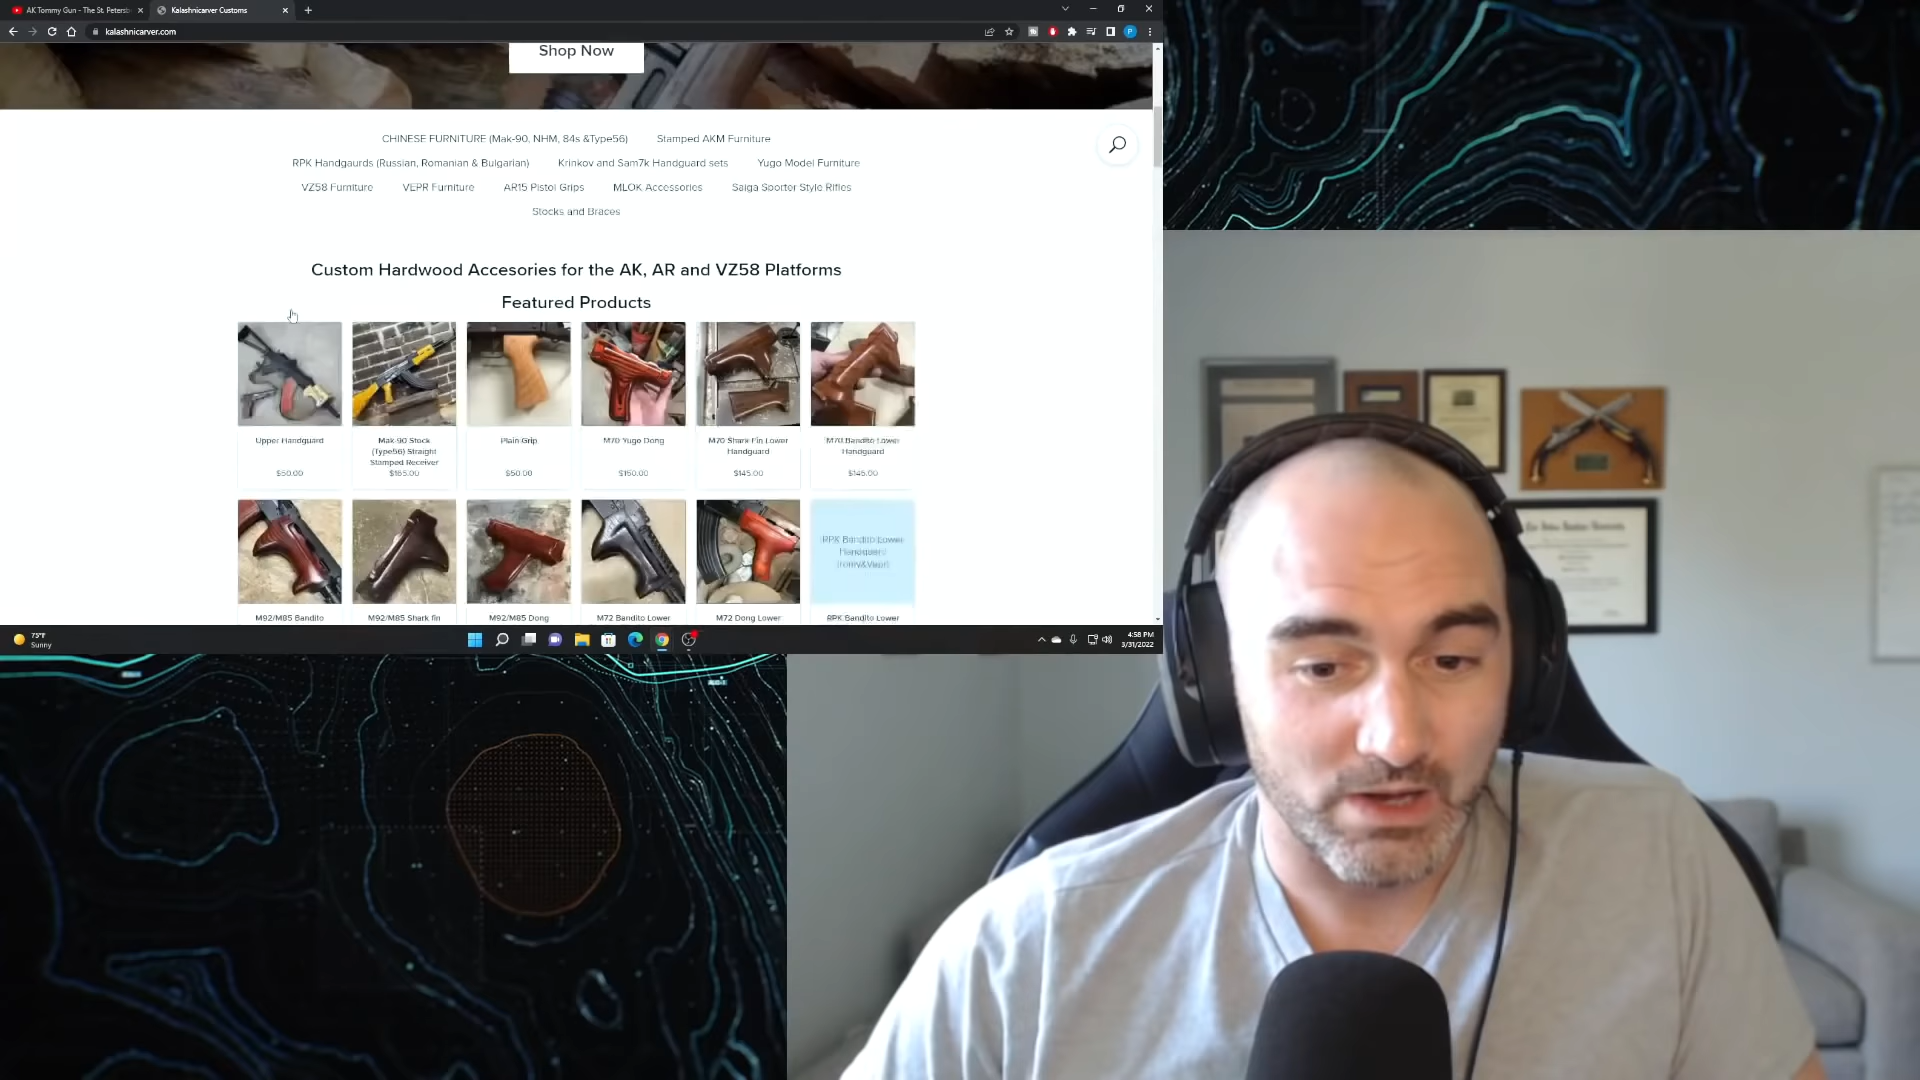 AK Tommy Gun - The St. Petersb
Kalashnicarver Customs
kalashnicarver.com
Shop Now
CHINESE FURNITURE (Mak-90, NHM, 84s &Type56)
Stamped AKM Furniture
RPK Handgaurds (Russian, Romanian & Bulgarian)
Krinkov and Sam7k Handguard sets
Yugo Model Furniture
VZ58 Furniture
VEPR Furniture
AR15 Pistol Grips
MLOK Accessories
Saiga Sporter Style Rifles
Stocks and Braces
Custom Hardwood Accesories for the AK, AR and VZ58 Platforms
Featured Products
Upper Handguard
$50.00
Mak-90 Stock
(Type56) Straight
Stamped Receiver
$165.00
Plain Grip
$50.00
M70 Yugo Dong
$150.00
M70 Shark Fin Lower
Handguard
$145.00
M70 Bandito Lower
Handguard
$145.00
RPK Bandito Lower
M92/M85 Bandito
M92/M85 Shark fin
M92/M85 Dong
M72 Bandito Lower
M72 Dong Lower
RPK Bandito Lower
75°F
Sunny
4:58 PM
3/31/2022